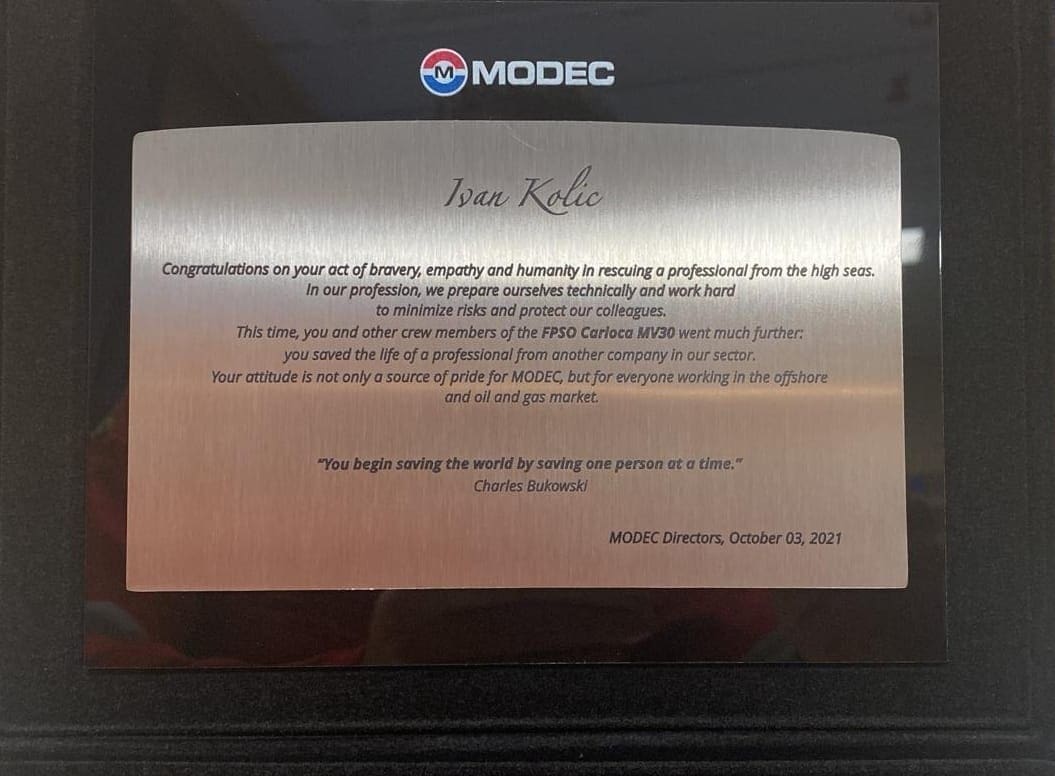 M MODEC
Ivan Kolic
Congratulations on your act of bravery, empathy and humanity in rescuing a professional from the high seas.
In our profession, we prepare ourselves technically and work hard
to minimize risks and protect our colleagues.
This time, you and other crew members of the FPSO Carioca MV30 went much further:
you saved the life of a professional from another company in our sector.
Your attitude is not only a source of pride for MODEC, but for everyone working in the offshore
and oil and gas market.
“You begin saving the world by saving one person at a time.”
Charles Bukowski
MODEC Directors, October 03, 2021